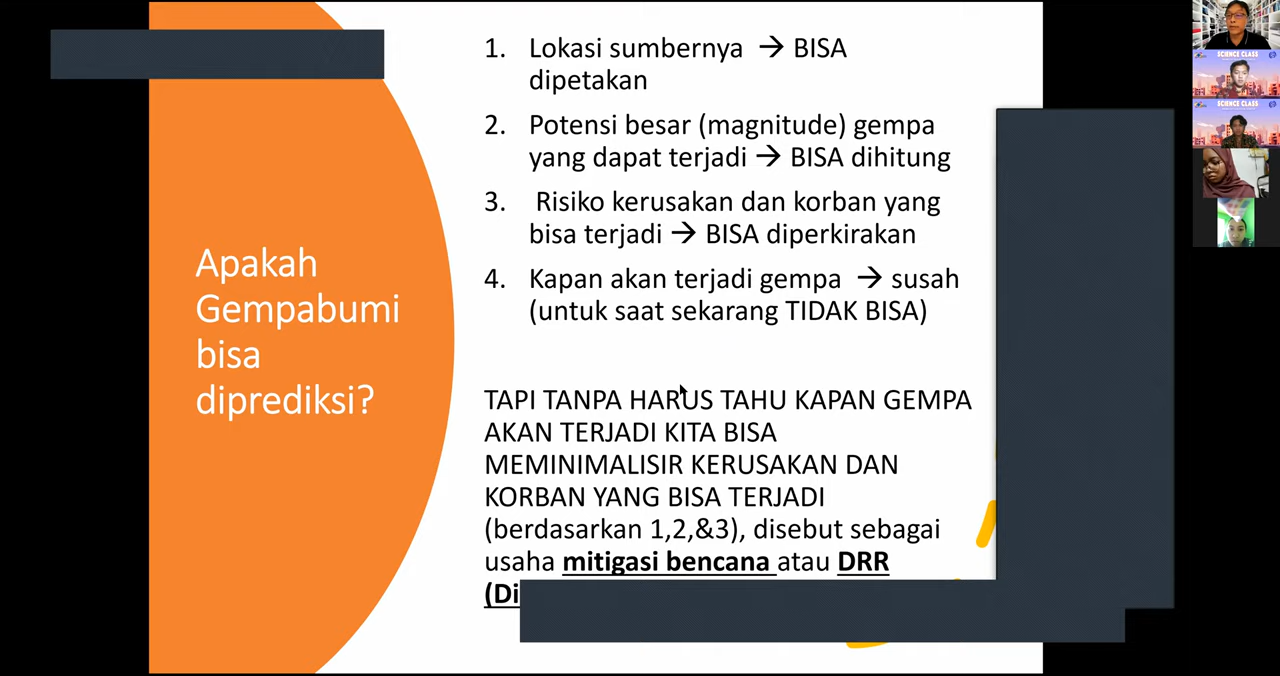 Apakah
Gempabumi
bisa
diprediksi?
1. Lokasi sumbernya → BISA
dipetakan
2. Potensi besar (magnitude) gempa
yang dapat terjadi → BISA dihitung
3. Risiko kerusakan dan korban yang
bisa terjadi → BISA diperkirakan
4. Kapan akan terjadi gempa → susah
(untuk saat sekarang TIDAK BISA)
TAPI TANPA HARUS TAHU KAPAN GEMPA
AKAN TERJADI KITA BISA
MEMINIMALISIR KERUSAKAN DAN
KORBAN YANG BISA TERJADI
(berdasarkan 1,2,&3), disebut sebagai
usaha mitigasi bencana atau DRR
(Di
SCIENCE CLASS
SCIENCE CLASS